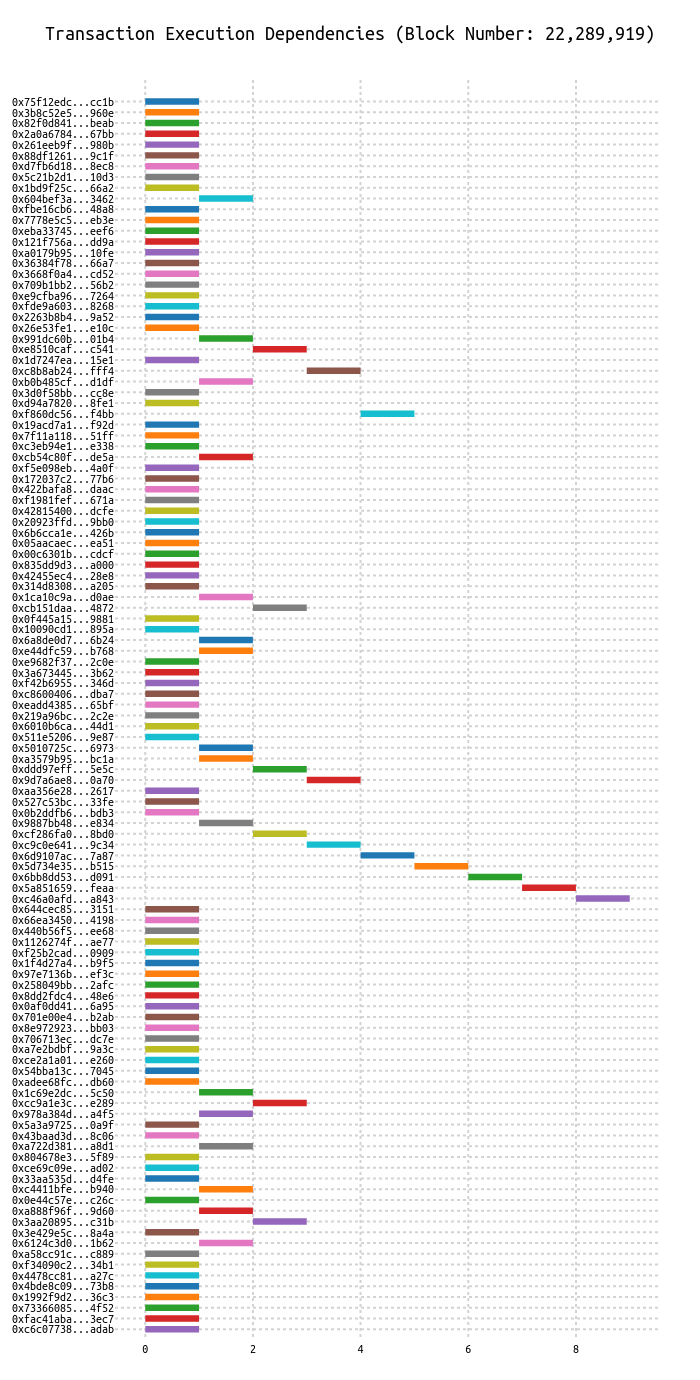 Transaction Execution Dependencies (Block Number: 22,289,919)
0x75f12edc...cc1b
0x3b8c52e5...960e
0x82f0d841...beab
0x2a0a6784...67bb
0x261eeb9f...980b
0x88df1261...9c1f
0xd7fb6d18...8ec8
0x5c21b2d1...10d3
0x1bd9f25c...66a2
0x604bef3a...3462
0xfbe16cb6...48a8
0x7778e5c5...eb3e
0xeba33745...eef6
0x121f756a...dd9a
0xa0179b95...10fe
0x36384f78...66a7
0x3668f0a4...cd52
0x709b1bb2...56b2
0xe9cfba96...7264
0xfde9a603...8268
0x2263b8b4...9a52
0x26e53fe1...e10c
0x991dc60b...01b4
0xe8510caf...c541
0x1d7247ea...15e1
0xc8b8ab24...fff4
0xb0b485cf...d1df
0x3d0f58bb...cc8e
0xd94a7820...8fe1
0xf860dc56...f4bb
0x19acd7a1...f92d
0x7f11a118...51ff
0xc3eb94e1...e338
0xcb54c80f...de5a
0xf5e098eb...4a0f
0x172037c2...77b6
0x422bafa8...daac
0xf1981fef...671a
0x42815400...dcfe
0x20923ffd...9bb0
0x6b6cca1e...426b
0x05aacaec...ea51
0x00c6301b...cdcf
0x835dd9d3...a000
0x42455ec4...28e8
0x314d8308...a205
0x1ca10c9a...d0ae
0xcb151daa...4872
0x0f445a15...9881
0x10090cd1...895a
0x6a8de0d7...6b24
0xe44dfc59...b768
0xe9682f37...2c0e
0x3a673445...3b62
0xf42b6955...346d
0xc8600406...dba7
0xeadd4385...65bf
0x219a96bc...2c2e
0x6010b6ca...44d1
0x511e5206...9e87
0x5010725c...6973
0xa3579b95...bc1a
0xddd97eff...5e5c
0x9d7a6ae8...0a70
0xaa356e28...2617
0x527c53bc...33fe
0x0b2ddfb6...bdb3
0x9887bb48...e834
0xcf286fa0...8bd0
0xc9c0e641...9c34
0x6d9107ac...7a87
0x5d734e35...b515
0x6bb8dd53...d091
0x5a851659...feaa
0xc46a0afd...a843
0x644cec85...3151
0x66ea3450...4198
0x440b56f5...ee68
0x1126274f...ae77
0xf25b2cad...0909
0x1f4d27a4...b9f5
0x97e7136b...ef3c
0x258049bb...2afc
0x8dd2fdc4...48e6
0x0af0dd41...6a95
0x701e00e4...b2ab
0x8e972923...bb03
0x706713ec...dc7e
0xa7e2bdbf...9a3c
0xce2a1a01...e260
0x54bba13c...7045
0xadee68fc...db60
0x1c69e2dc...5c50
0xcc9a1e3c...e289
0x978a384d...a4f5
0x5a3a9725...0a9f
0x43baad3d...8c06
0xa722d381...a8d1
0x804678e3...5f89
0xce69c09e...ad02
0x33aa535d...d4fe
0xc4411bfe...b940
0x0e44c57e...c26c
0xa888f96f...9d60
0x3aa20895...c31b
0x3e429e5c...8a4a
0x6124c3d0...1b62
0xa58cc91c...c889
0xf34090c2...34b1
0x4478cc81...a27c
0x4bde8c09...73b8
0x1992f9d2...36c3
0x73366085...4f52
0xfac41aba...3ec7
0xc6c07738...adab
0 2 4 6 8